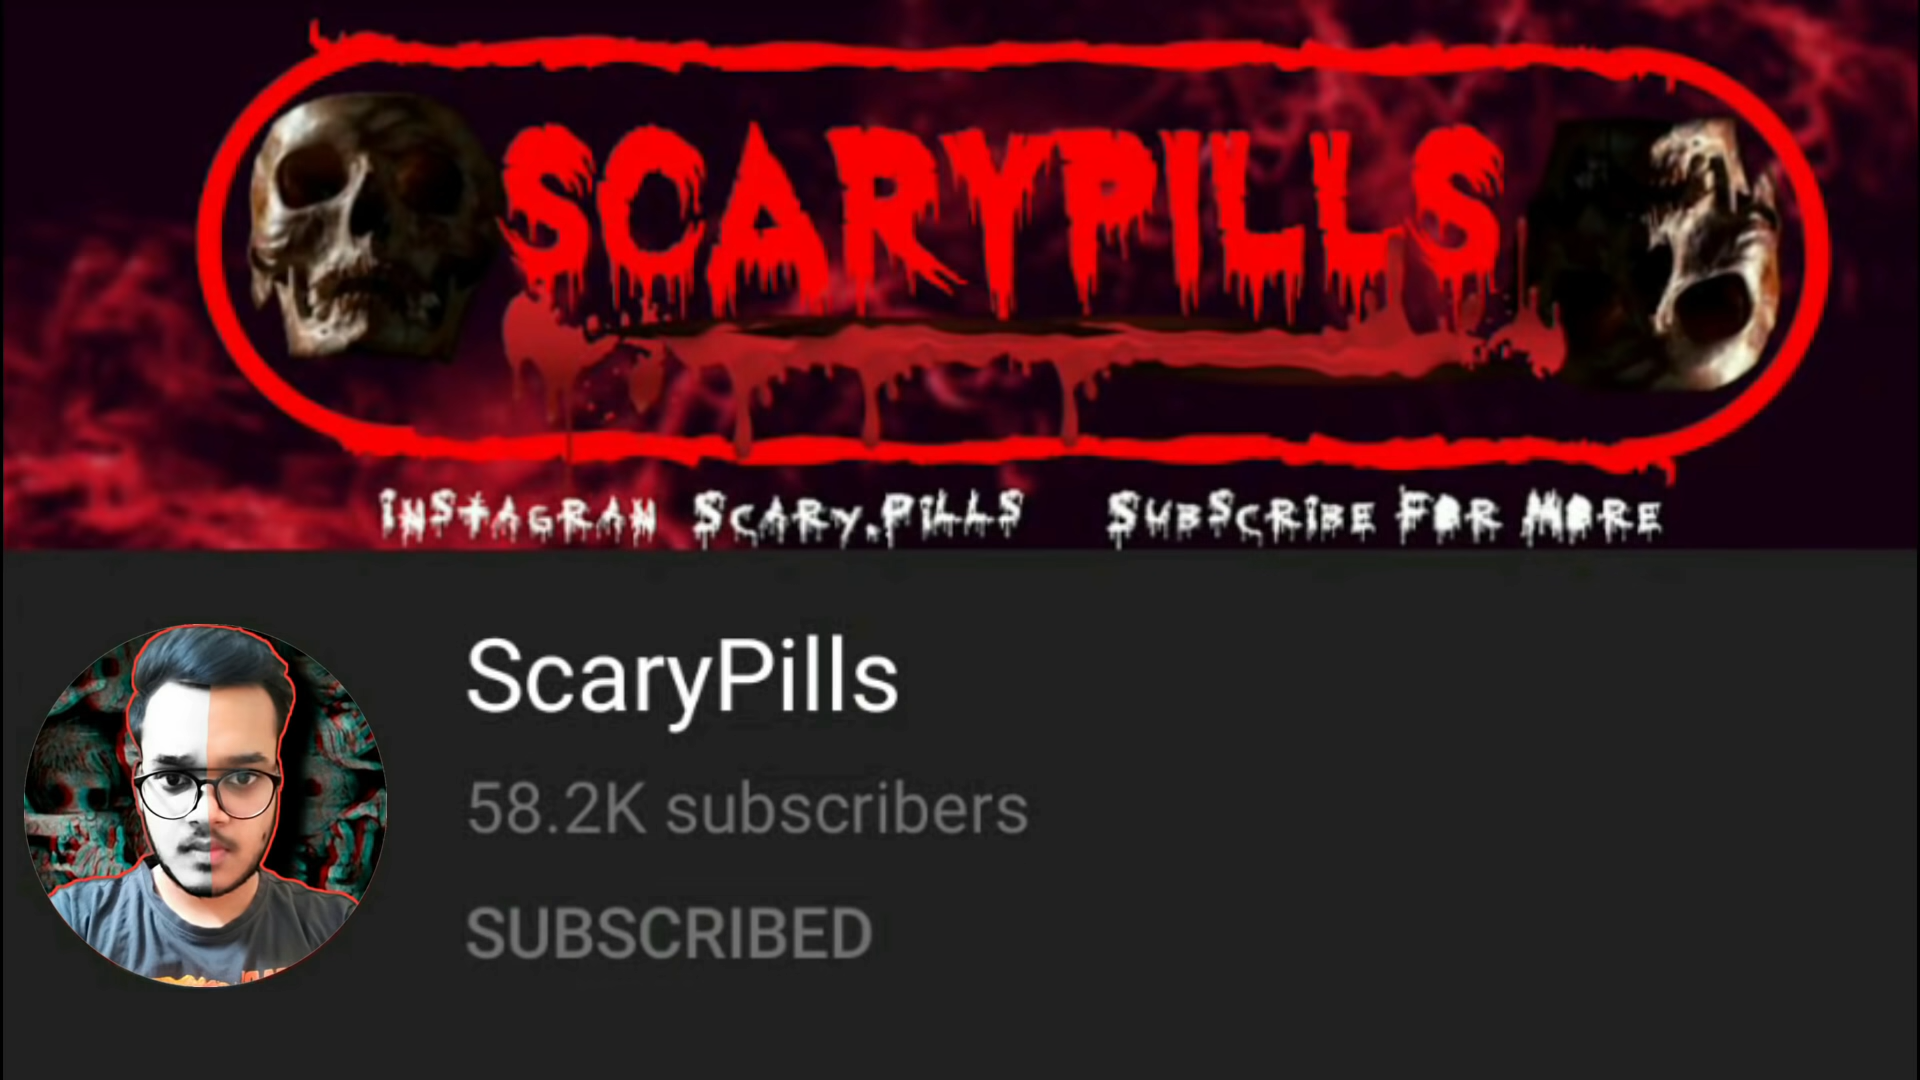 SCARYPILLS
INSTAGRAM SCARY.PILLS SUBSCRIBE FOR MORE
ScaryPills
58.2K subscribers
SUBSCRIBED